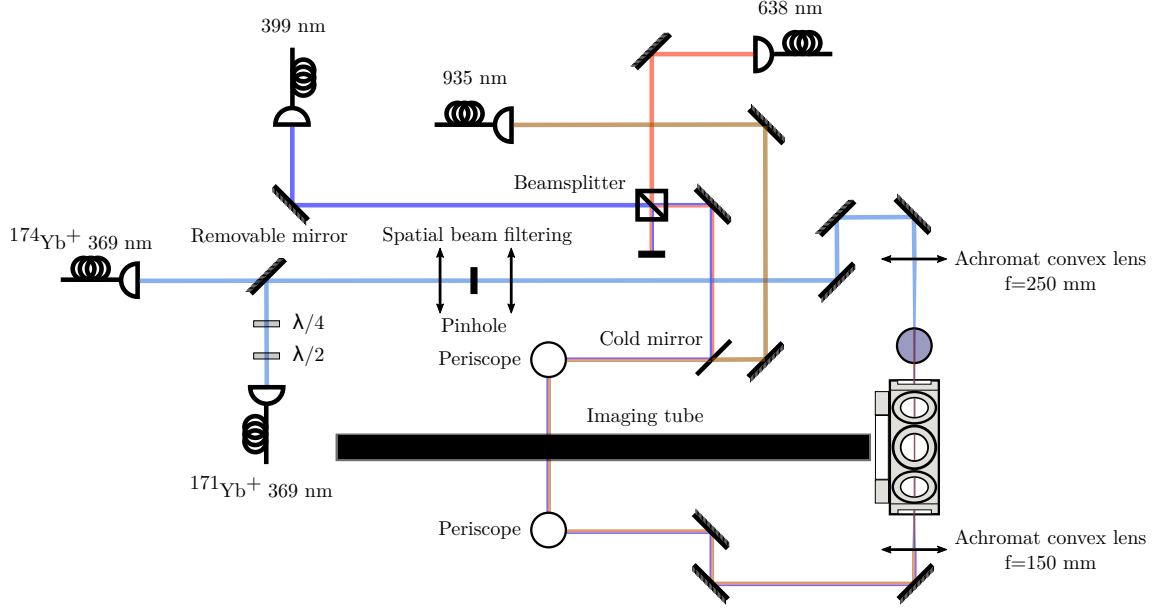 638 nm
399 nm
935 nm
Beamsplitter
Removable mirror
Spatial beam filtering
174Yb+ 369 nm
Achromat convex lens
f=250 mm
λ/4
Pinhole
λ/2
Cold mirror
Periscope
Imaging tube
171Yb+ 369 nm
Periscope
Achromat convex lens
f=150 mm